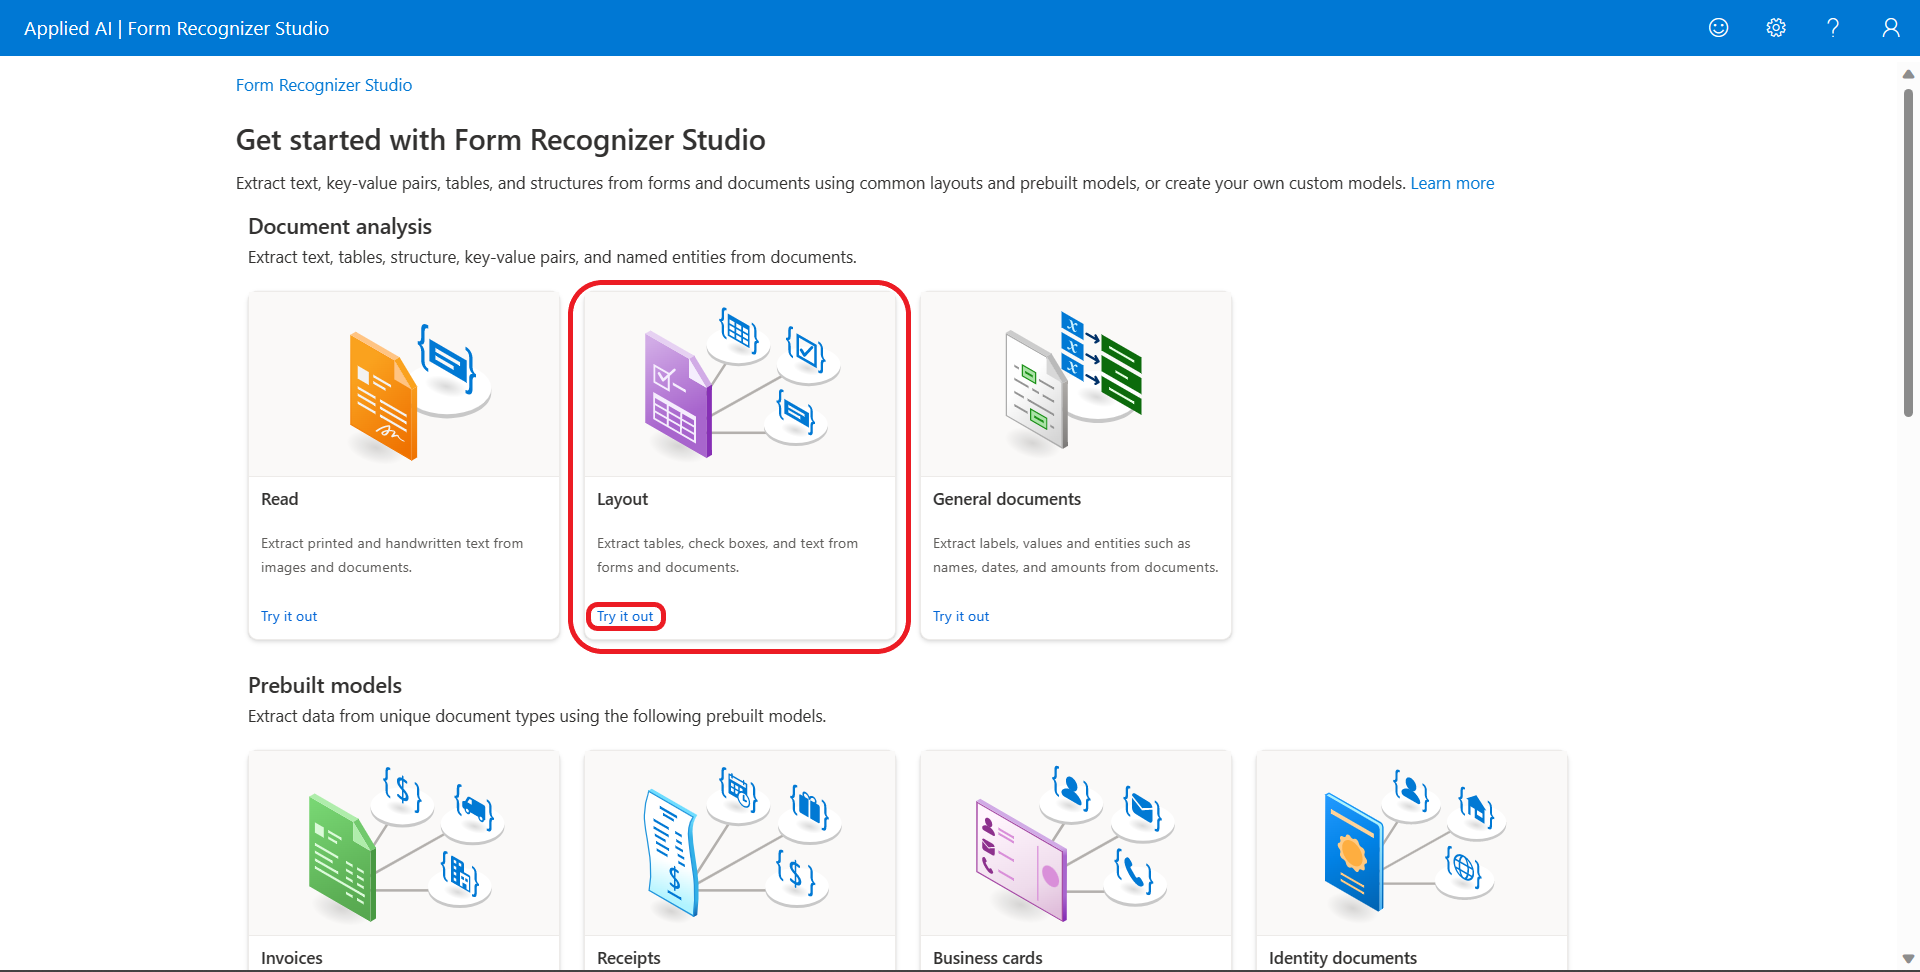 Applied AI | Form Recognizer Studio
Form Recognizer Studio
Get started with Form Recognizer Studio
Extract text, key-value pairs, tables, and structures from forms and documents using common layouts and prebuilt models, or create your own custom models. Learn more
Document analysis
Extract text, tables, structure, key-value pairs, and named entities from documents.
Read
Extract printed and handwritten text from
images and documents.
Try it out
Layout
Extract tables, check boxes, and text from
forms and documents.
Try it out
General documents
Extract labels, values and entities such as
names, dates, and amounts from documents.
Try it out
Prebuilt models
Extract data from unique document types using the following prebuilt models.
Invoices
Receipts
Business cards
Identity documents